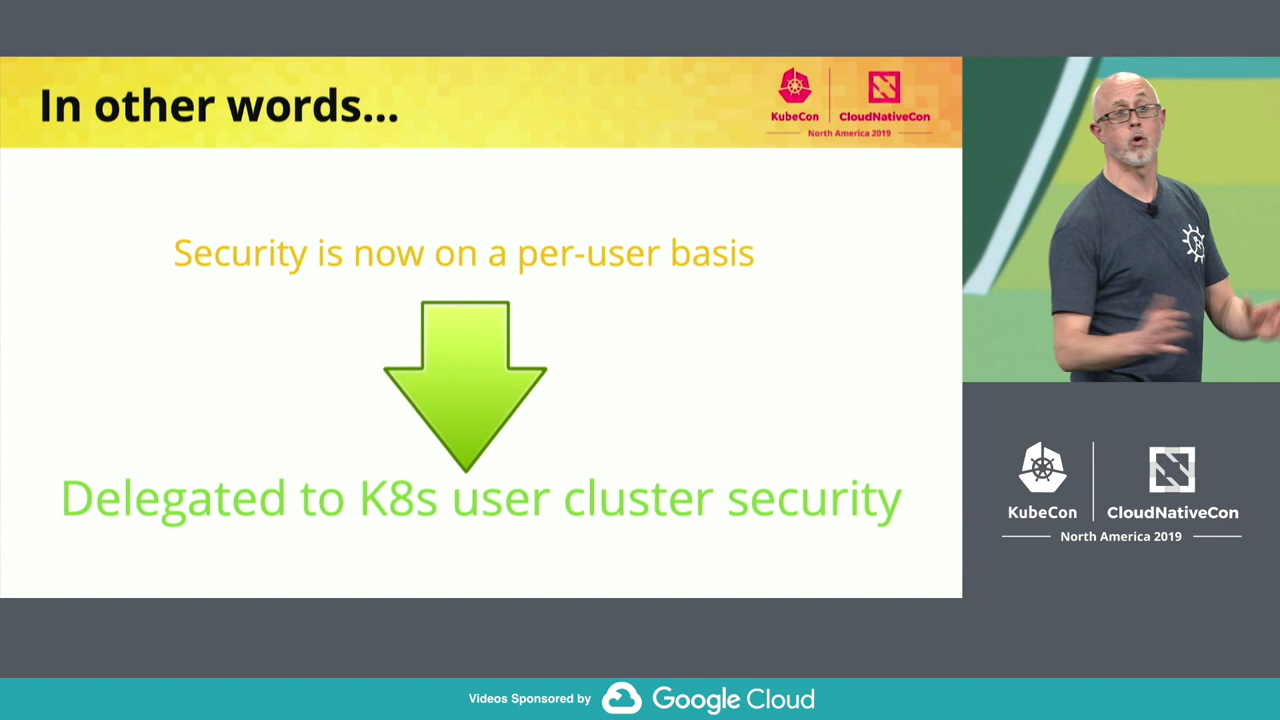 In other words...
KubeCon
CloudNativeCon
North America 2019
Security is now on a per-user basis
Delegated to K8s user cluster security
KubeCon
CloudNativeCon
North America 2019
Videos Sponsored by
Google Cloud